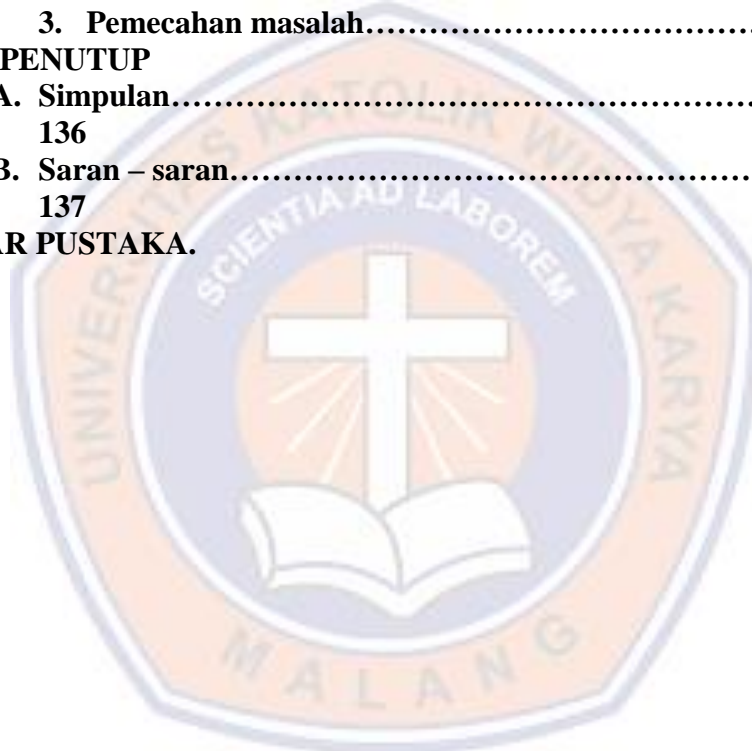 3. Pemecahan masalah……………………………
PENUTUP
A. Simpulan……………………………………………
136
B. Saran – saran………………………………………
137
AR PUSTAKA.
UNIVERSITAS KATOLIK WIDYA KARYA
SCIENTIA AD LABOREM
MALANG